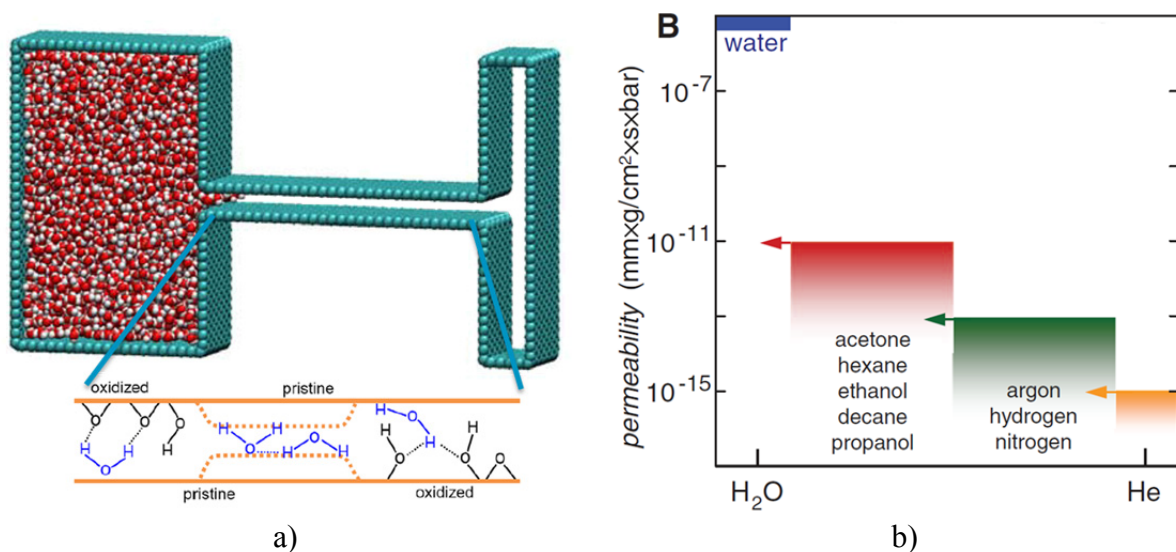 oxidized
pristine
O
O
O
H
H
H
O
H
H
O
H
O
H
H
O
H
H
O
H
O
O
pristine
oxidized
a)
B
water
permeability (mm×g/cm²×s×bar)
10⁻⁷
10⁻¹¹
10⁻¹⁵
acetone
hexane
ethanol
decane
propanol
argon
hydrogen
nitrogen
H₂O
He
b)